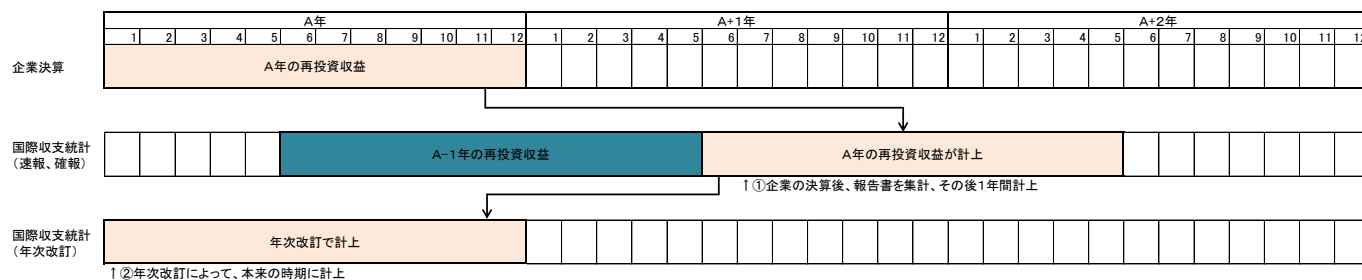 A年 A+1年 A+2年
1 2 3 4 5 6 7 8 9 10 11 12 1 2 3 4 5 6 7 8 9 10 11 12 1 2 3 4 5 6 7 8 9 10 11 12
企業決算 A年の再投資収益
国際収支統計
(速報、確報)
A-1年の再投資収益 A年の再投資収益が計上
↑①企業の決算後、報告書を集計、その後1年間計上
国際収支統計
(年次改訂)
年次改訂で計上
↑②年次改訂によって、本来の時期に計上